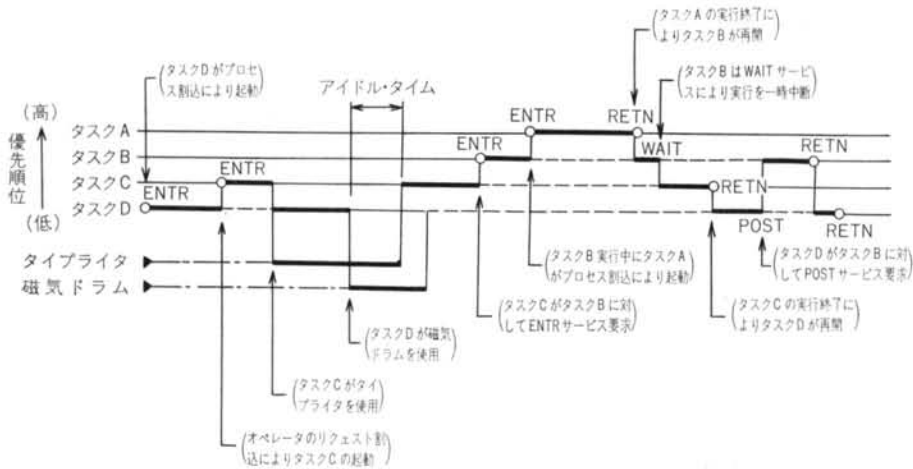 タスクAの実行終了に
よりタスクBが再開
タスクDがプロセ
ス割込により起動
アイドル・タイム
タスクBはWAITサービ
スにより実行を一時中断
(高)
優先順位
(低)
タスクA
タスクB
タスクC
タスクD
ENTR
ENTR
ENTR
ENTR
RETN
WAIT
RETN
RETN
POST
RETN
タイプライタ
磁気ドラム
タスクB実行中にタスクA
がプロセス割込により起動
タスクDがタスクBに対
してPOSTサービス要求
タスクCがタスクBに対
してENTRサービス要求
タスクCの実行終了に
よりタスクDが再開
タスクDが磁気
ドラムを使用
タスクCがタイ
プライタを使用
オペレータのリクェスト割
込によりタスクCの起動